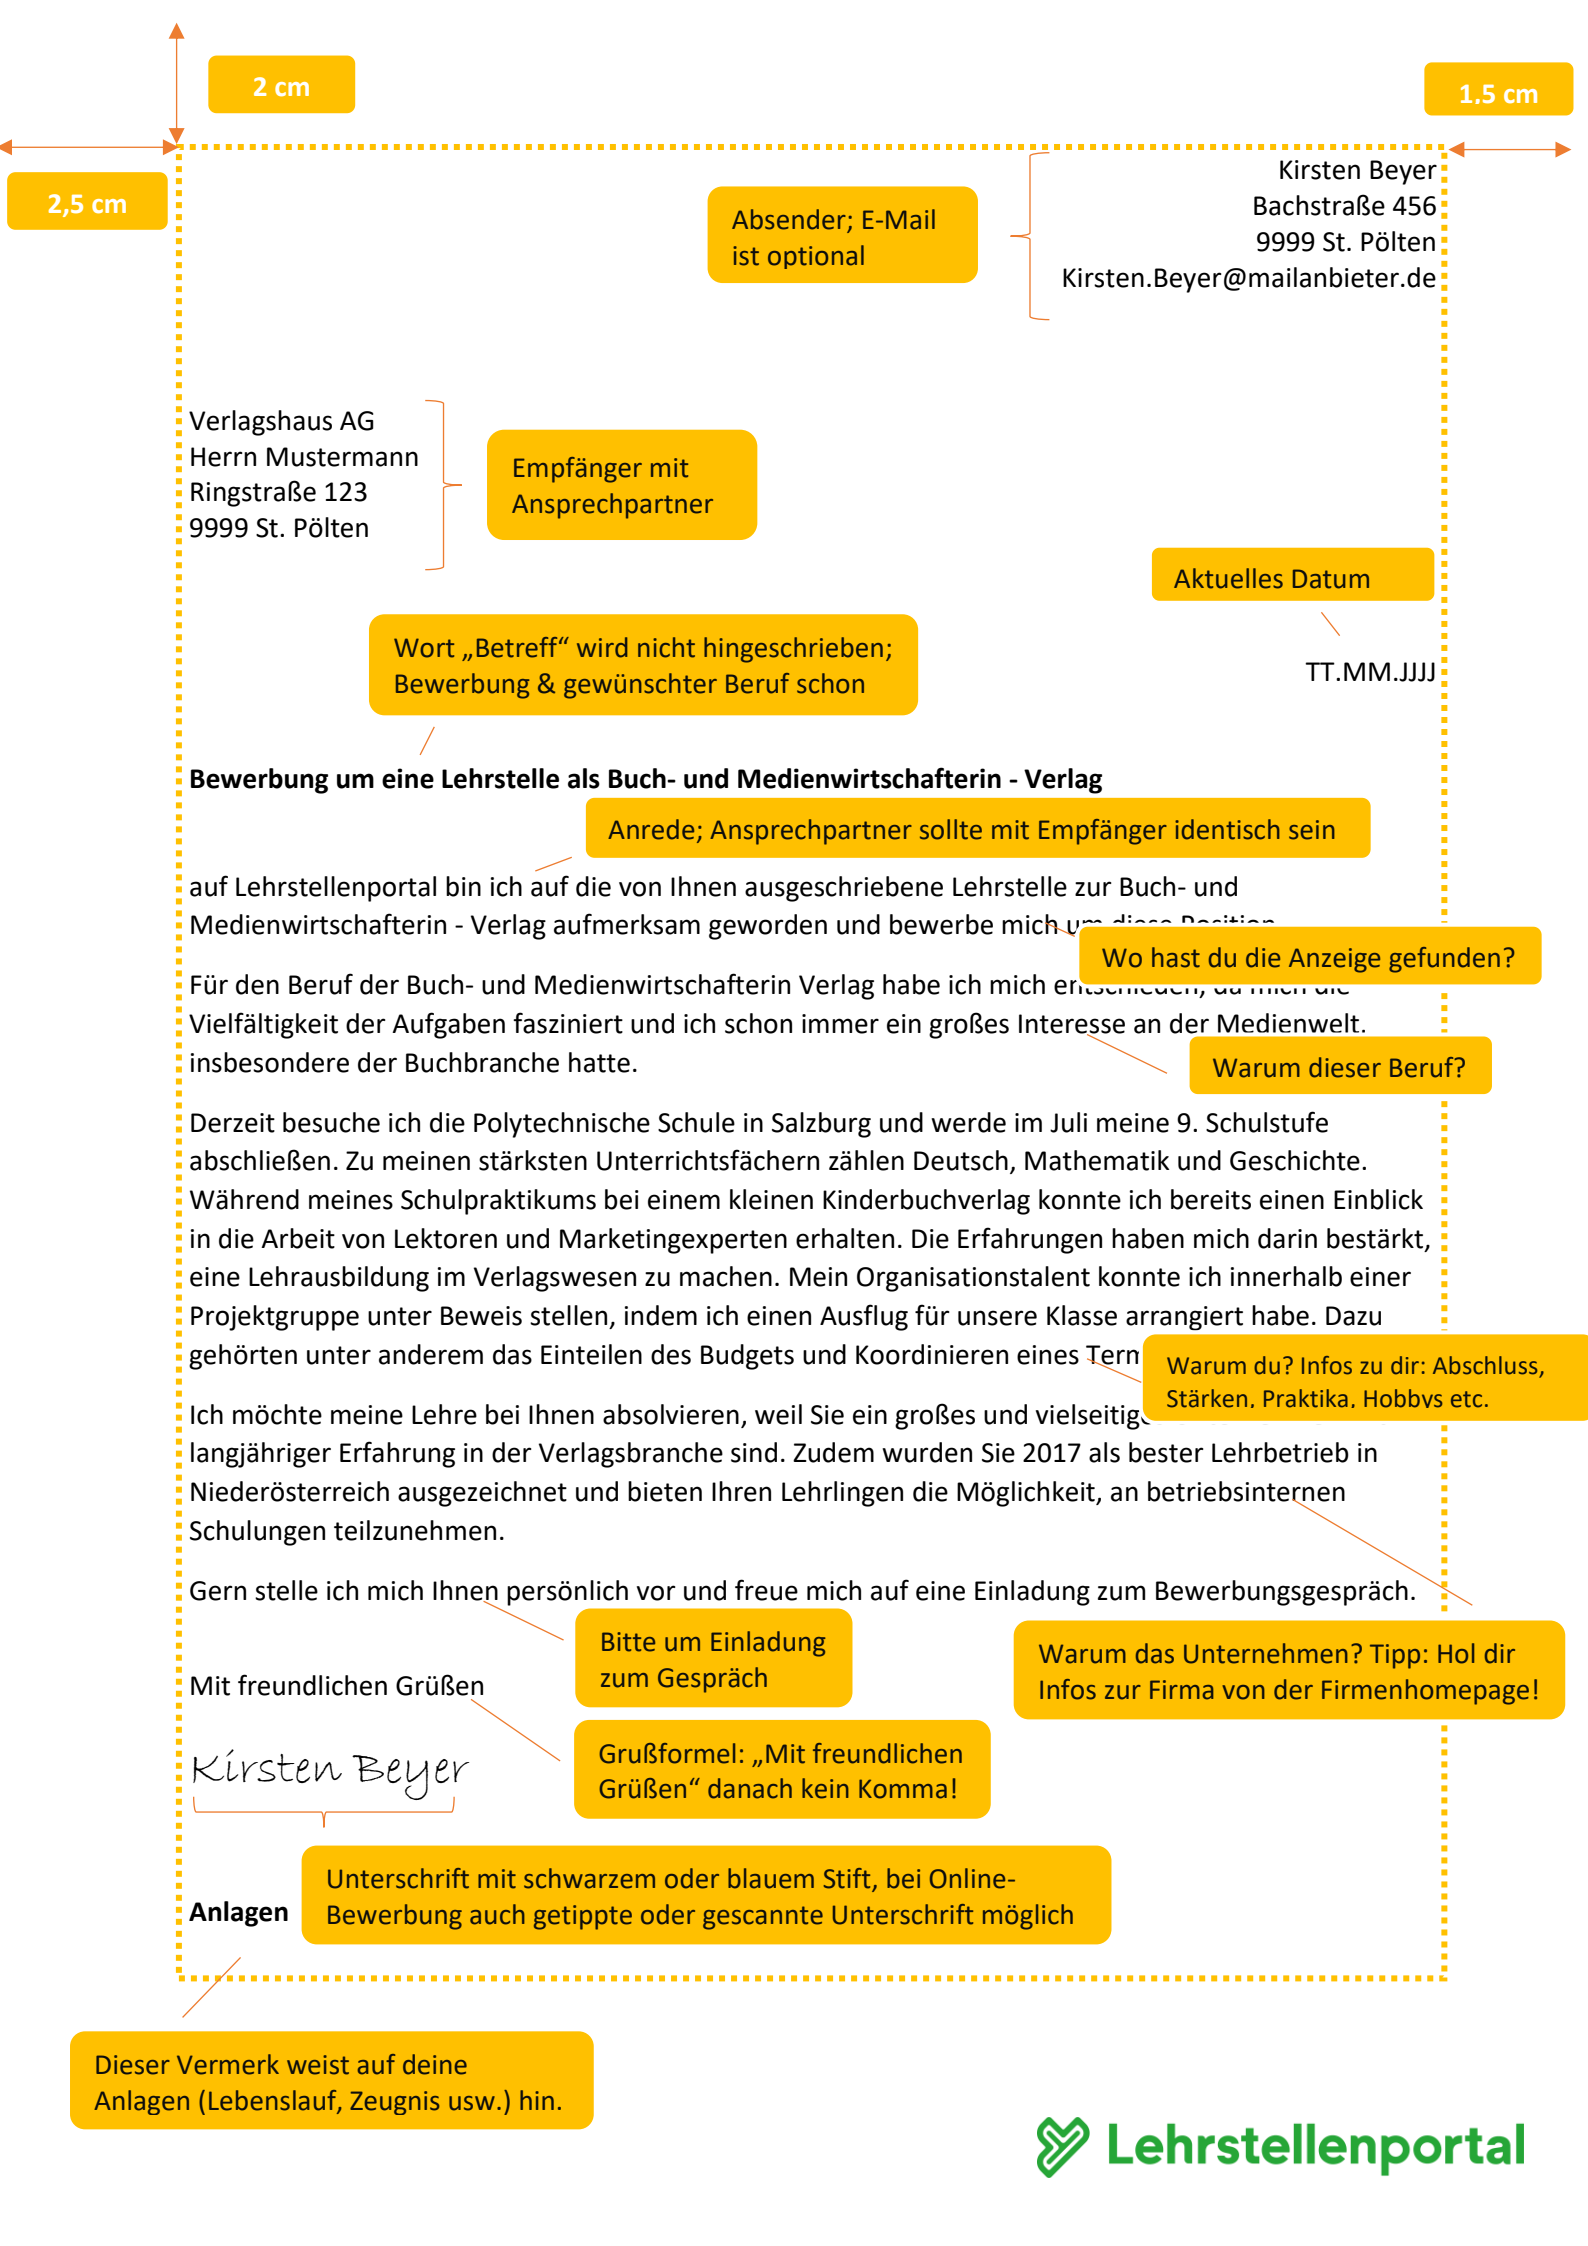 2 cm
1,5 cm
2,5 cm
Kirsten Beyer
Bachstraße 456
9999 St. Pölten
Kirsten.Beyer@mailanbieter.de
Absender; E-Mail
ist optional
Verlagshaus AG
Herrn Mustermann
Ringstraße 123
9999 St. Pölten
Empfänger mit
Ansprechpartner
Aktuelles Datum
TT.MM.JJJJ
Wort „Betreff“ wird nicht hingeschrieben;
Bewerbung & gewünschter Beruf schon
Bewerbung um eine Lehrstelle als Buch- und Medienwirtschafterin - Verlag
Anrede; Ansprechpartner sollte mit Empfänger identisch sein
auf Lehrstellenportal bin ich auf die von Ihnen ausgeschriebene Lehrstelle zur Buch- und
Medienwirtschafterin - Verlag aufmerksam geworden und bewerbe mich um diese Position
Wo hast du die Anzeige gefunden?
Für den Beruf der Buch- und Medienwirtschafterin Verlag habe ich mich entschieden, da mich die
Vielfältigkeit der Aufgaben fasziniert und ich schon immer ein großes Interesse an der Medienwelt,
insbesondere der Buchbranche hatte.
Warum dieser Beruf?
Derzeit besuche ich die Polytechnische Schule in Salzburg und werde im Juli meine 9. Schulstufe
abschließen. Zu meinen stärksten Unterrichtsfächern zählen Deutsch, Mathematik und Geschichte.
Während meines Schulpraktikums bei einem kleinen Kinderbuchverlag konnte ich bereits einen Einblick
in die Arbeit von Lektoren und Marketingexperten erhalten. Die Erfahrungen haben mich darin bestärkt,
eine Lehrausbildung im Verlagswesen zu machen. Mein Organisationstalent konnte ich innerhalb einer
Projektgruppe unter Beweis stellen, indem ich einen Ausflug für unsere Klasse arrangiert habe. Dazu
gehörten unter anderem das Einteilen des Budgets und Koordinieren eines
Warum du? Infos zu dir: Abschluss,
Stärken, Praktika, Hobbys etc.
Ich möchte meine Lehre bei Ihnen absolvieren, weil Sie ein großes und
langjähriger Erfahrung in der Verlagsbranche sind. Zudem wurden Sie 2017 als bester Lehrbetrieb in
Niederösterreich ausgezeichnet und bieten Ihren Lehrlingen die Möglichkeit, an betriebsinternen
Schulungen teilzunehmen.
Gern stelle ich mich Ihnen persönlich vor und freue mich auf eine Einladung zum Bewerbungsgespräch.
Bitte um Einladung
zum Gespräch
Warum das Unternehmen? Tipp: Hol dir
Infos zur Firma von der Firmenhomepage!
Mit freundlichen Grüßen
Grußformel: „Mit freundlichen
Grüßen“ danach kein Komma!
Kirsten Beyer
Unterschrift mit schwarzem oder blauem Stift, bei Online-
Bewerbung auch getippte oder gescannte Unterschrift möglich
Anlagen
Dieser Vermerk weist auf deine
Anlagen (Lebenslauf, Zeugnis usw.) hin.
Lehrstellenportal